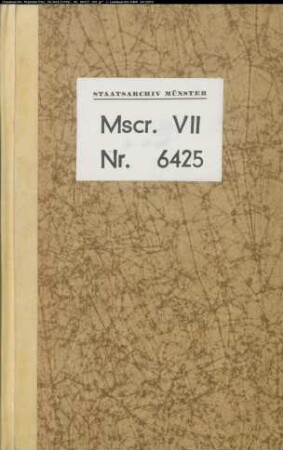 STAATSARCHIV MÜNSTER
Mscr. VII
Nr. 6425